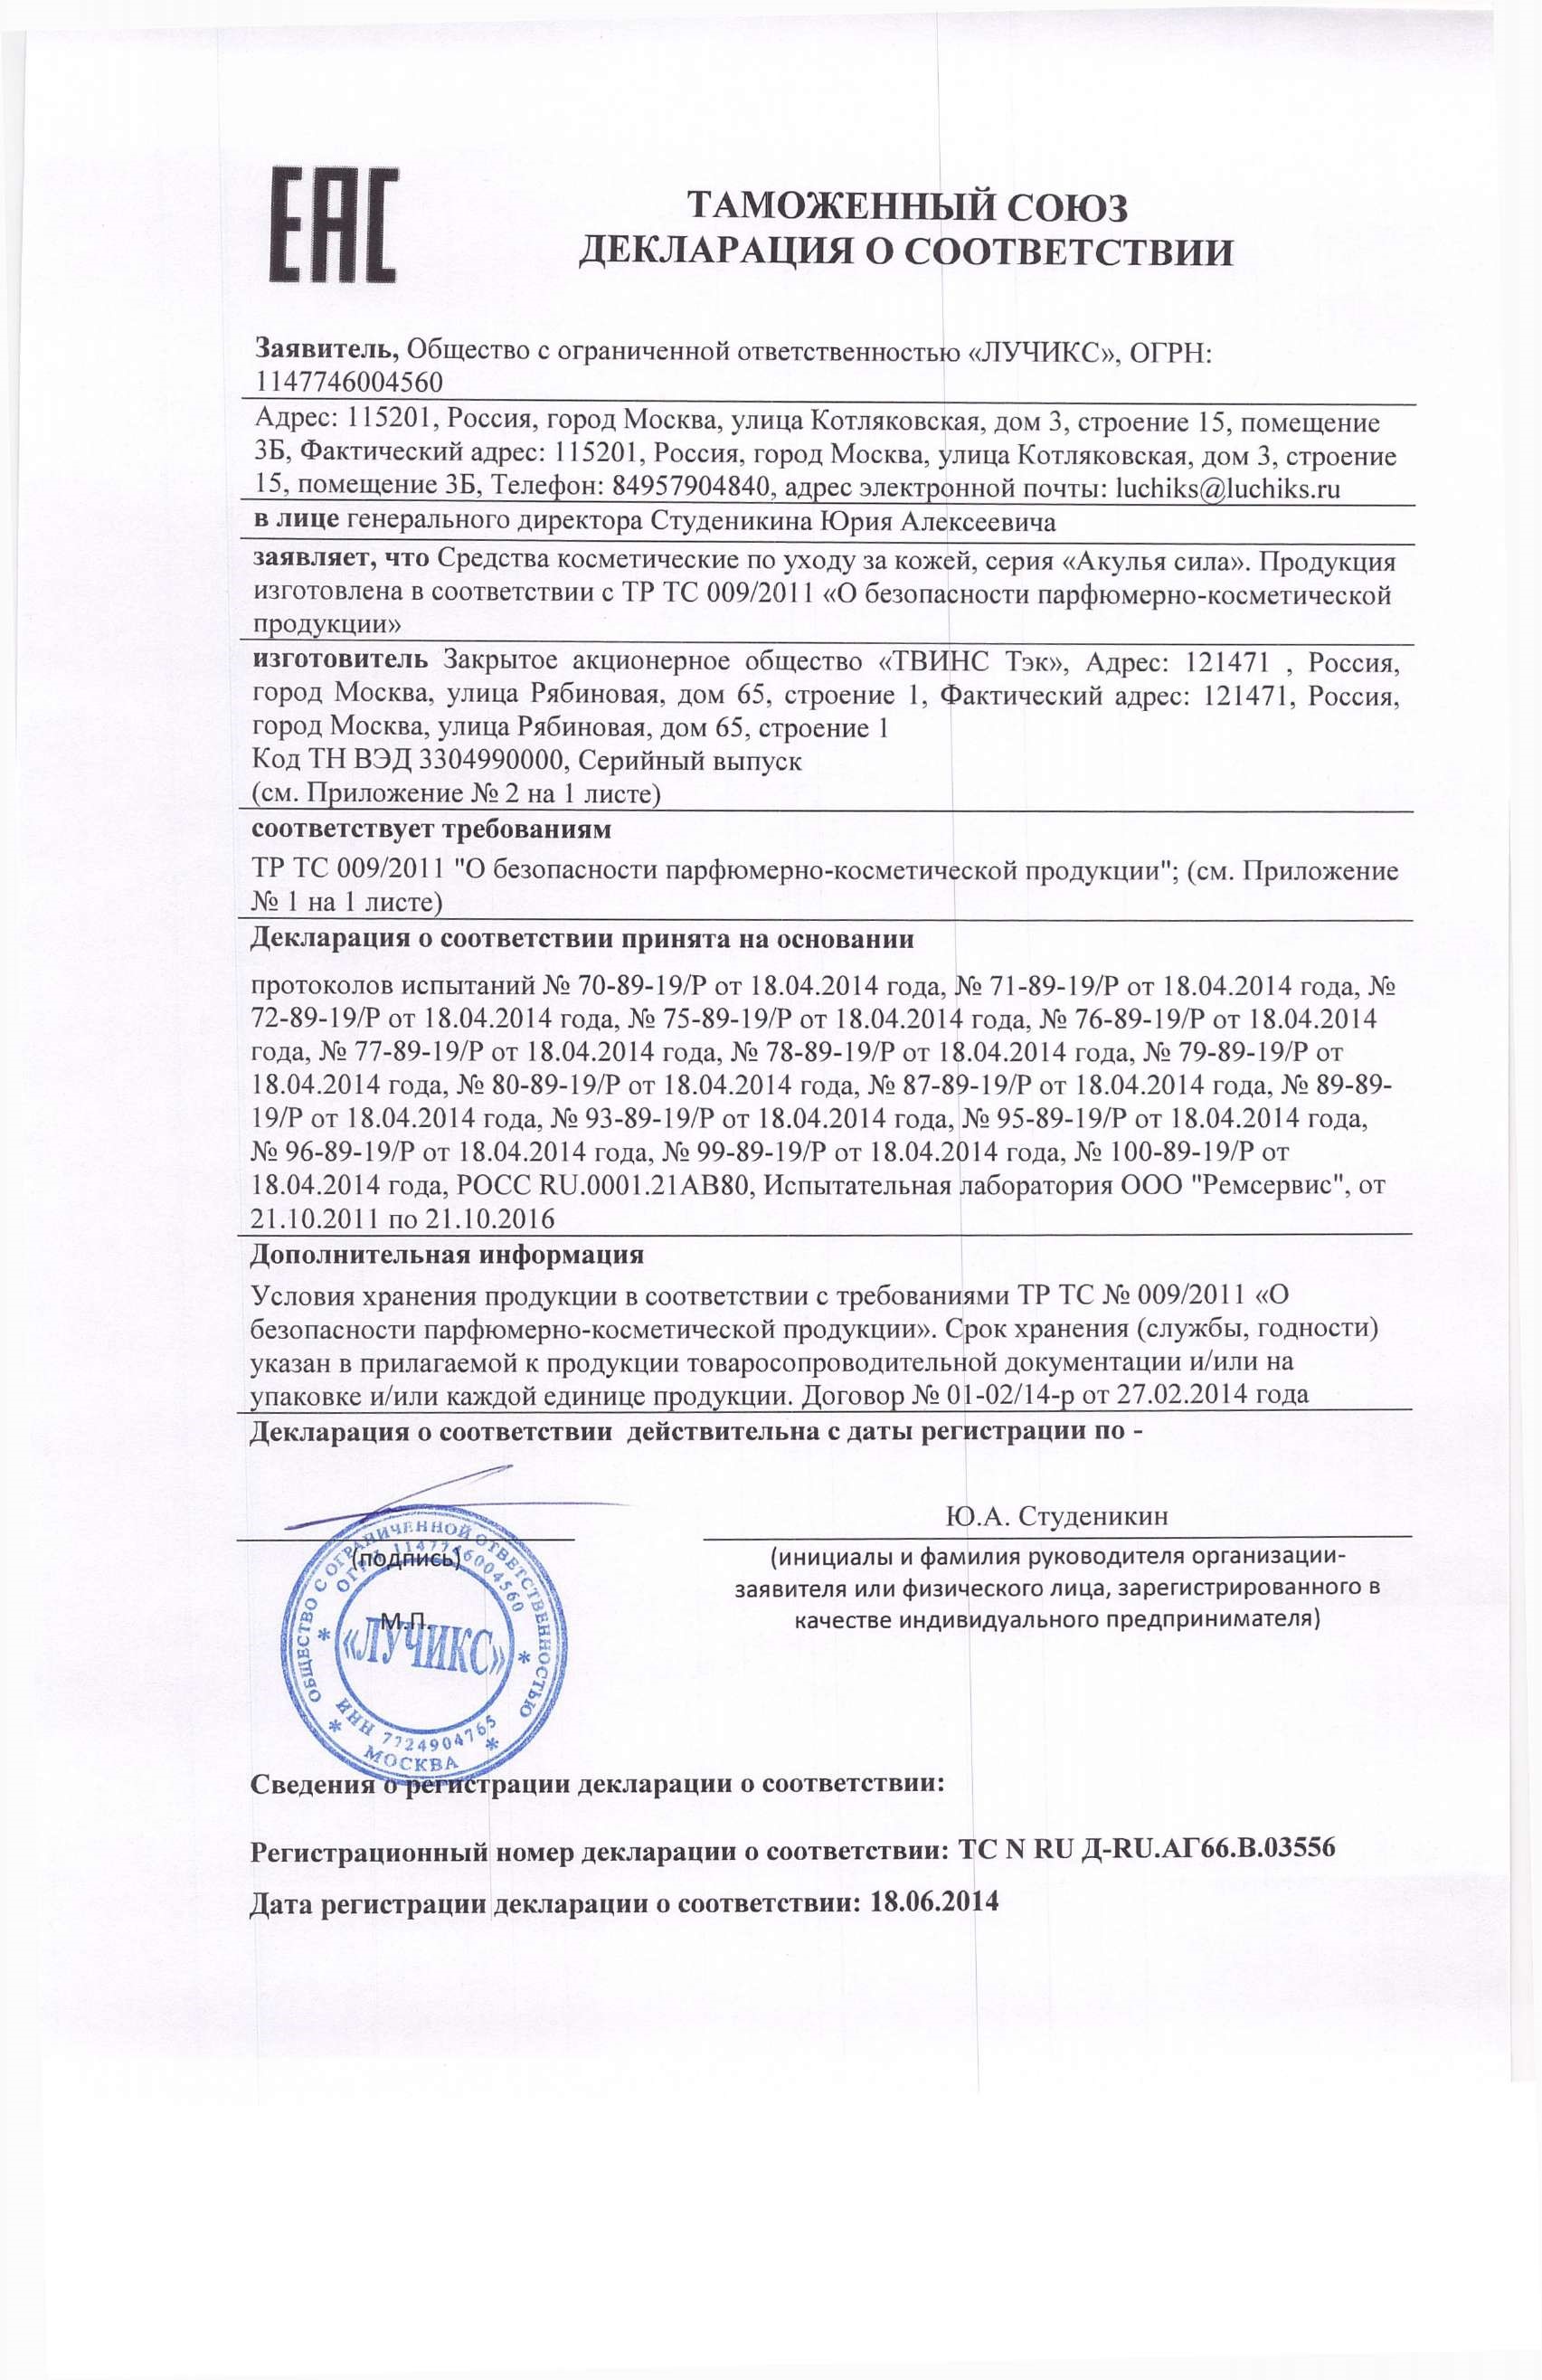 ЕАС
ТАМОЖЕННЫЙ СОЮЗ
ДЕКЛАРАЦИЯ О СООТВЕТСТВИИ
Заявитель, Общество с ограниченной ответственностью «ЛУЧИКС», ОГРН:
1147746004560
Адрес: 115201, Россия, город Москва, улица Котляковская, дом 3, строение 15, помещение
3Б, Фактический адрес: 115201, Россия, город Москва, улица Котляковская, дом 3, строение
15, помещение 3Б, Телефон: 84957904840, адрес электронной почты: luchiks@luchiks.ru
в лице генерального директора Студеникина Юрия Алексеевича
заявляет, что Средства косметические по уходу за кожей, серия «Акулья сила». Продукция
изготовлена в соответствии с ТР ТС 009/2011 «О безопасности парфюмерно-косметической
продукции»
изготовитель Закрытое акционерное общество «ТВИНС Тэк», Адрес: 121471 , Россия,
город Москва, улица Рябиновая, дом 65, строение 1, Фактический адрес: 121471, Россия,
город Москва, улица Рябиновая, дом 65, строение 1
Код ТН ВЭД 3304990000, Серийный выпуск
(см. Приложение № 2 на 1 листе)
соответствует требованиям
ТР ТС 009/2011 "О безопасности парфюмерно-косметической продукции"; (см. Приложение
№ 1 на 1 листе)
Декларация о соответствии принята на основании
протоколов испытаний № 70-89-19/Р от 18.04.2014 года, № 71-89-19/Р от 18.04.2014 года, №
72-89-19/Р от 18.04.2014 года, № 75-89-19/Р от 18.04.2014 года, № 76-89-19/Р от 18.04.2014
года, № 77-89-19/Р от 18.04.2014 года, № 78-89-19/Р от 18.04.2014 года, № 79-89-19/Р от
18.04.2014 года, № 80-89-19/Р от 18.04.2014 года, № 87-89-19/Р от 18.04.2014 года, № 89-89-
19/Р от 18.04.2014 года, № 93-89-19/Р от 18.04.2014 года, № 95-89-19/Р от 18.04.2014 года,
№ 96-89-19/Р от 18.04.2014 года, № 99-89-19/Р от 18.04.2014 года, № 100-89-19/Р от
18.04.2014 года, РОСС RU.0001.21АВ80, Испытательная лаборатория ООО "Ремсервис", от
21.10.2011 по 21.10.2016
Дополнительная информация
Условия хранения продукции в соответствии с требованиями ТР ТС № 009/2011 «О
безопасности парфюмерно-косметической продукции». Срок хранения (службы, годности)
указан в прилагаемой к продукции товаросопроводительной документации и/или на
упаковке и/или каждой единице продукции. Договор № 01-02/14-р от 27.02.2014 года
Декларация о соответствии действительна с даты регистрации по -
Ю.А. Студеникин
(подпись)
М.П.
(инициалы и фамилия руководителя организации-
заявителя или физического лица, зарегистрированного в
качестве индивидуального предпринимателя)
ОБЩЕСТВО С ОГРАНИЧЕННОЙ ОТВЕТСТВЕННОСТЬЮ
ОГРН 1147746004560
«ЛУЧИКС»
ИНН 7724904765
МОСКВА
Сведения о регистрации декларации о соответствии:
Регистрационный номер декларации о соответствии: ТС N RU Д-RU.АГ66.В.03556
Дата регистрации декларации о соответствии: 18.06.2014